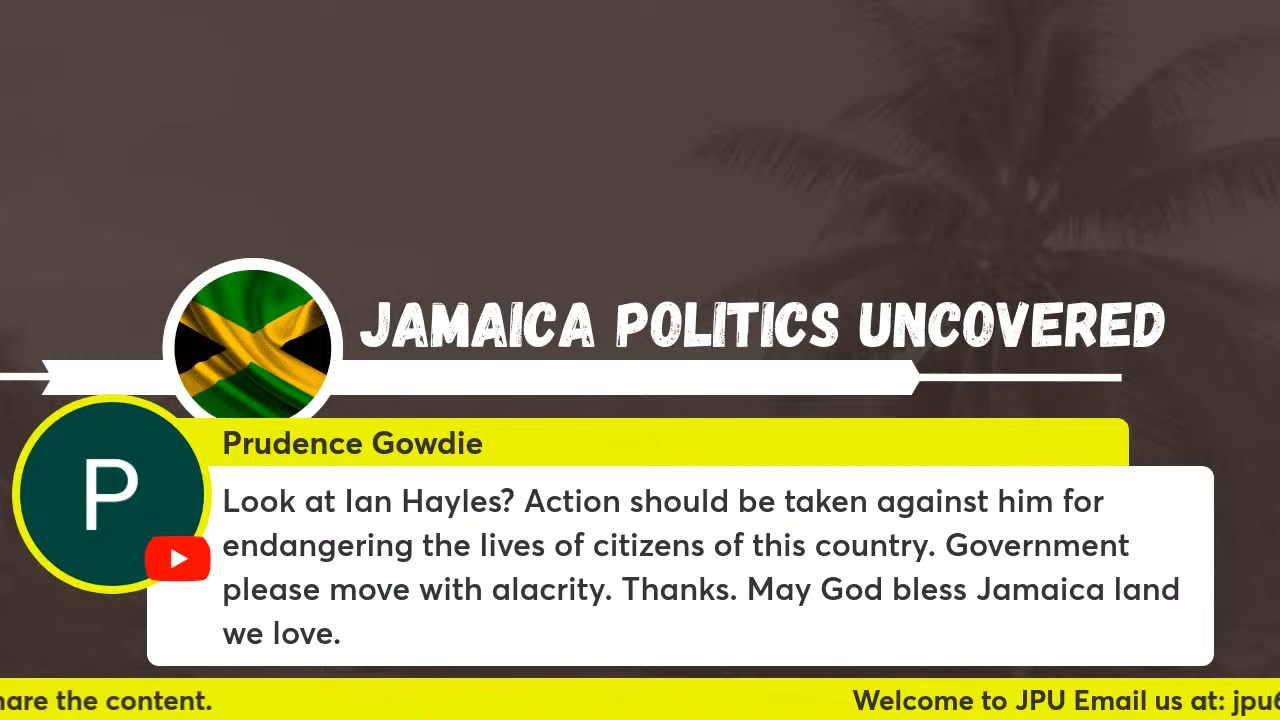 JAMAICA POLITICS UNCOVERED
P
Prudence Gowdie
Look at Ian Hayles? Action should be taken against him for
endangering the lives of citizens of this country. Government
please move with alacrity. Thanks. May God bless Jamaica land
we love.
the content. Welcome to JPU Email us at: